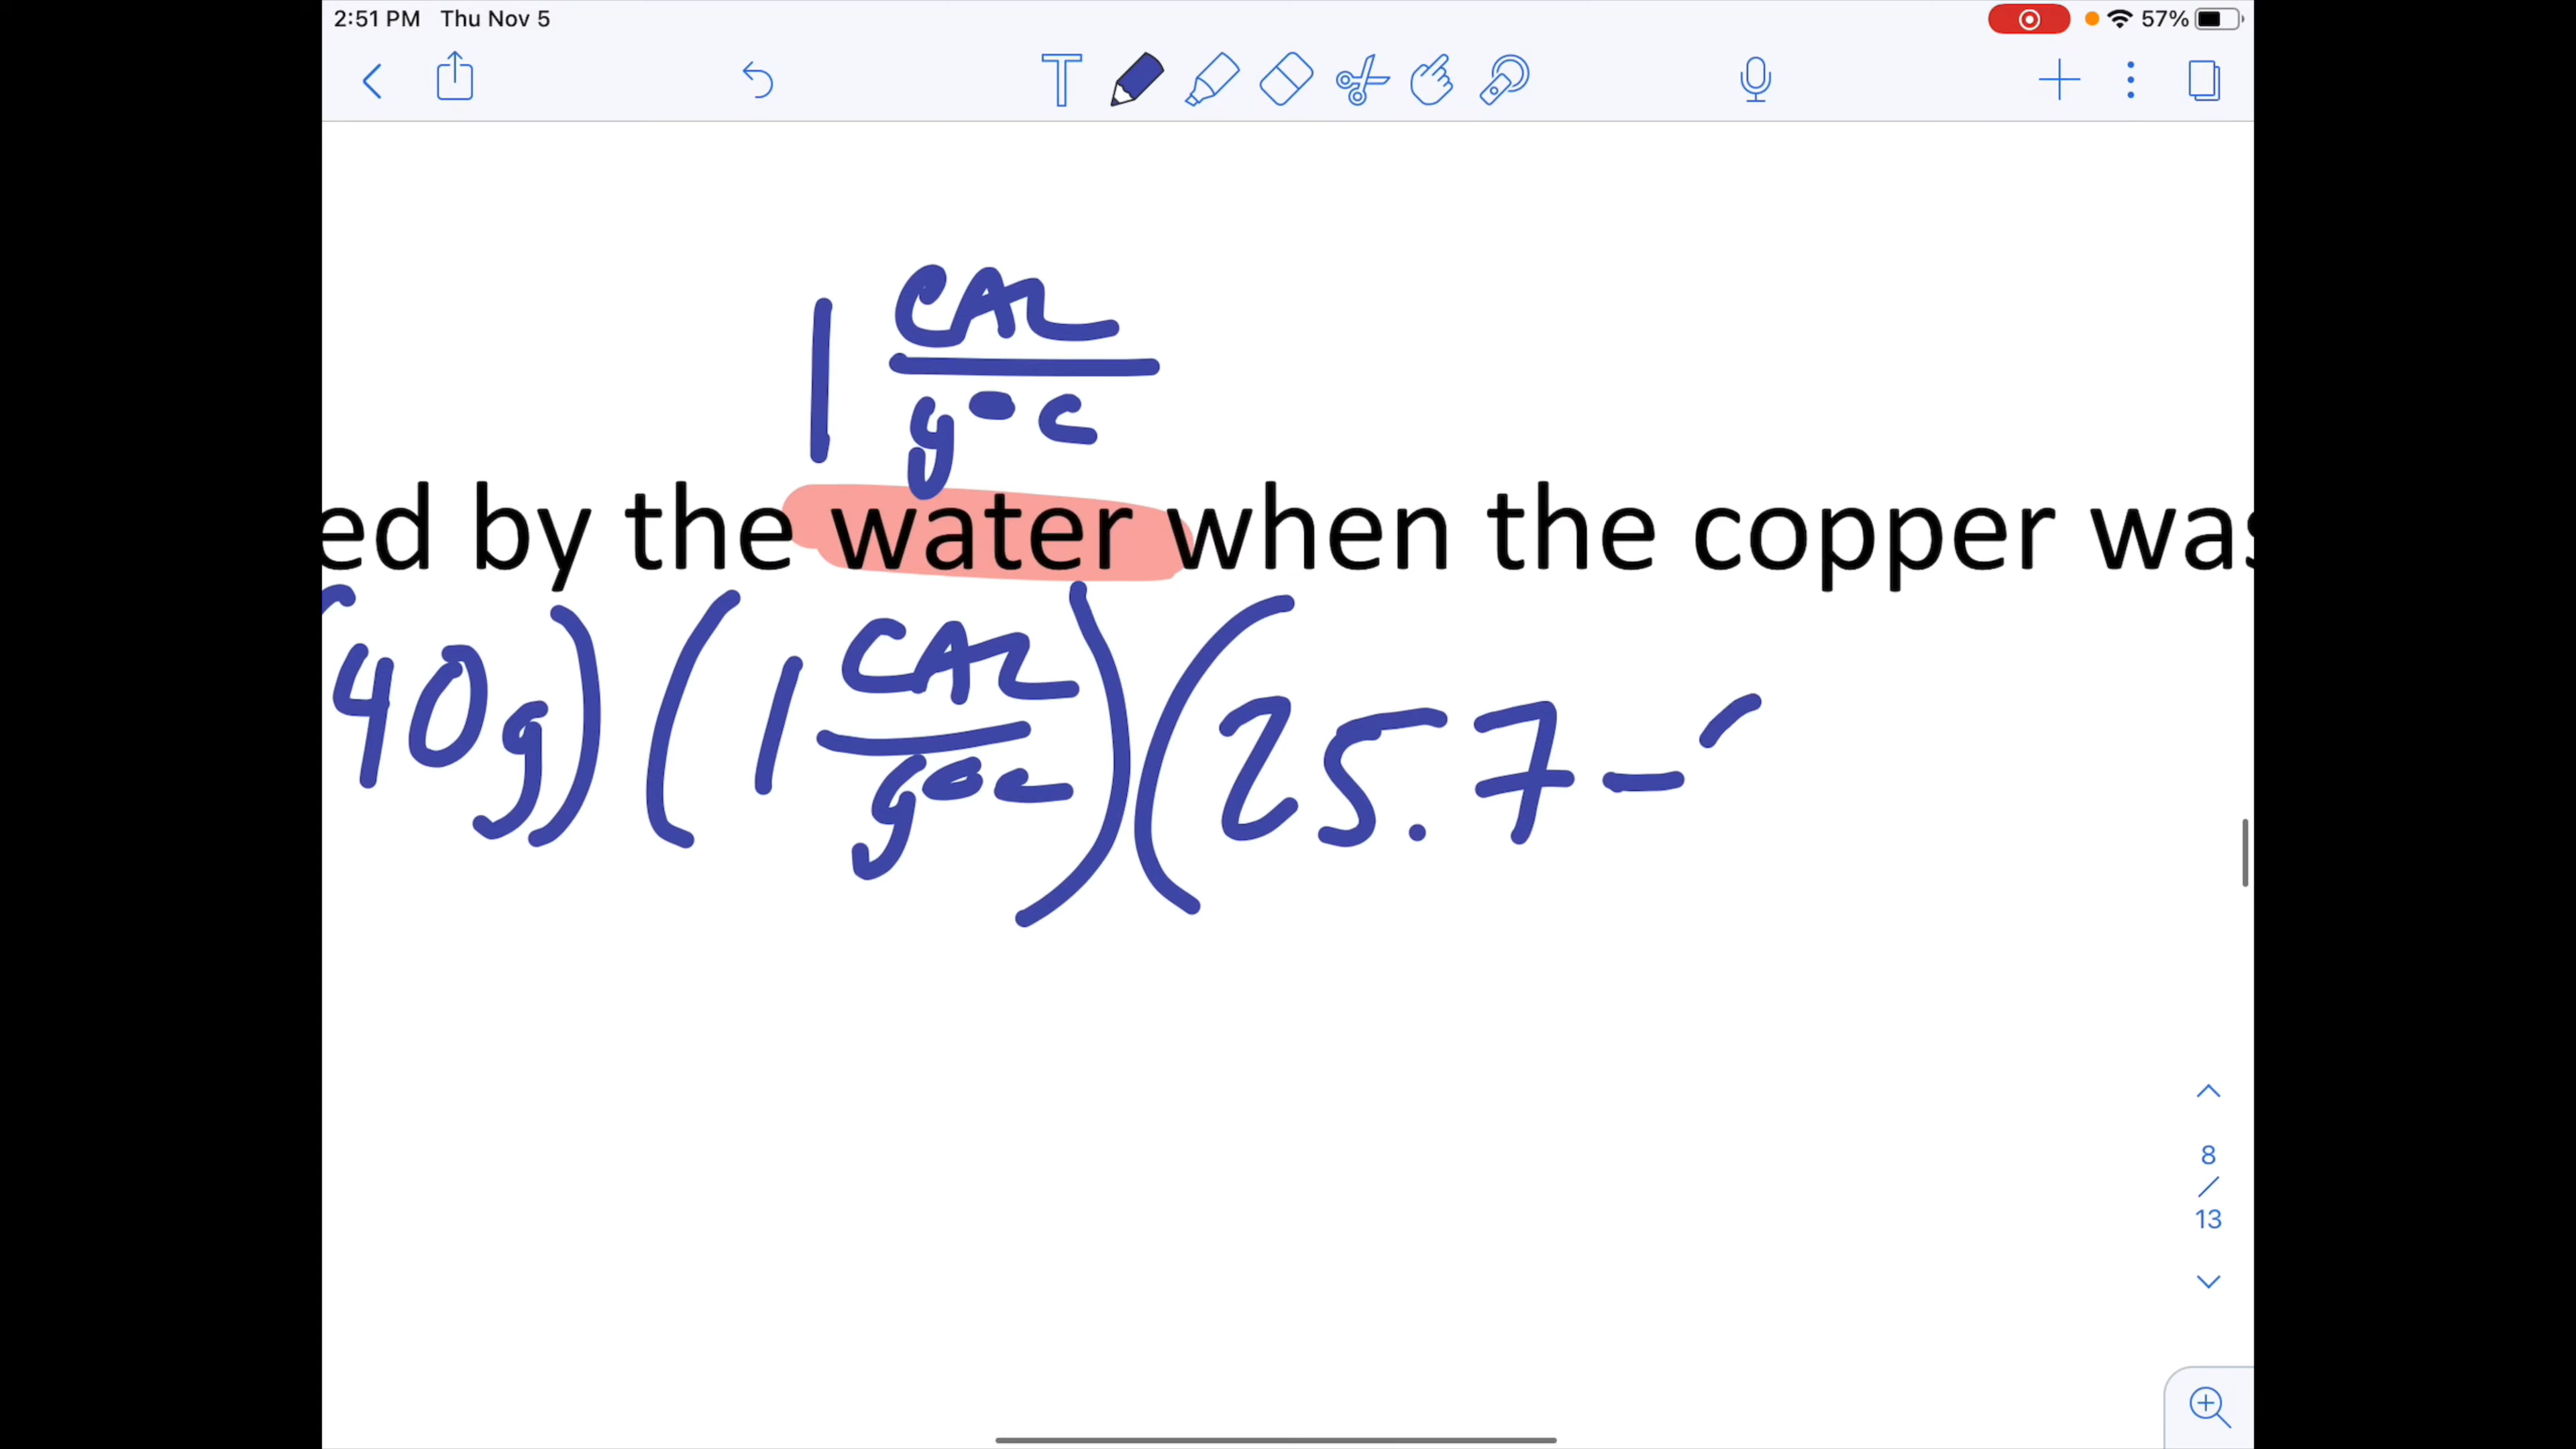 2:51 PM Thu Nov 5 57%
T
1 CAL
g°C
ed by the water when the copper was
40g) (1 CAL) (25.7 -
g°C
8
/
13